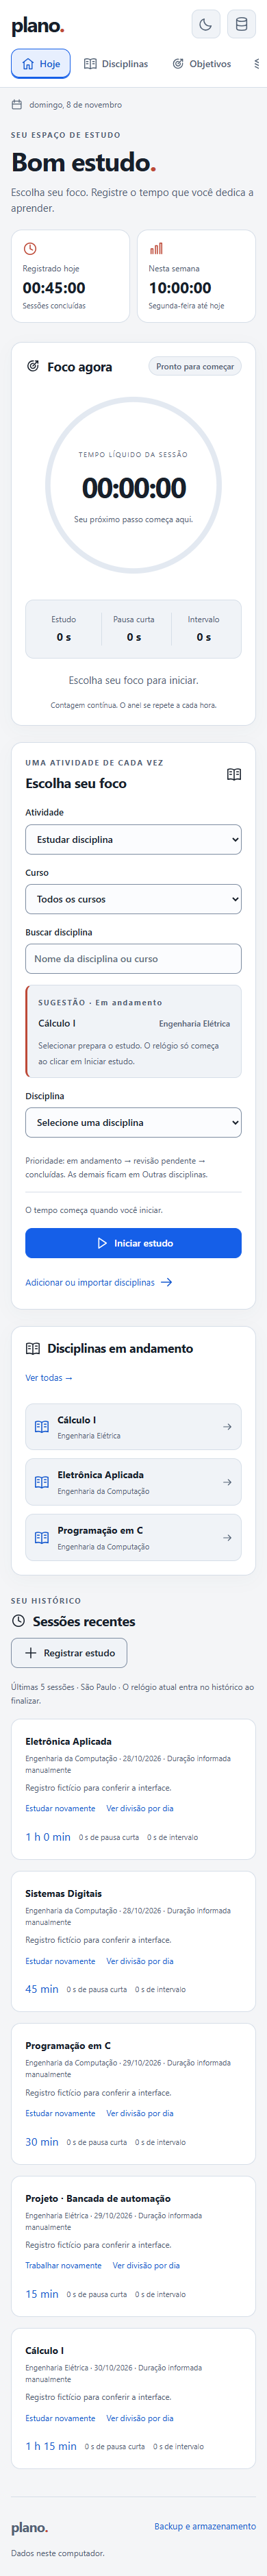 plano.
Hoje
Disciplinas
Objetivos
domingo, 8 de novembro
SEU ESPAÇO DE ESTUDO
Bom estudo.
Escolha seu foco. Registre o tempo que você dedica a
aprender.
Registrado hoje
00:45:00
Sessões concluídas
Nesta semana
10:00:00
Segunda-feira até hoje
Foco agora
Pronto para começar
TEMPO LÍQUIDO DA SESSÃO
00:00:00
Seu próximo passo começa aqui.
Estudo
0 s
Pausa curta
0 s
Intervalo
0 s
Escolha seu foco para iniciar.
Contagem contínua. O anel se repete a cada hora.
UMA ATIVIDADE DE CADA VEZ
Escolha seu foco
Atividade
Estudar disciplina
Curso
Todos os cursos
Buscar disciplina
Nome da disciplina ou curso
SUGESTÃO · Em andamento
Cálculo I
Engenharia Elétrica
Selecionar prepara o estudo. O relógio só começa
ao clicar em Iniciar estudo.
Disciplina
Selecione uma disciplina
Prioridade: em andamento → revisão pendente →
concluídas. As demais ficam em Outras disciplinas.
O tempo começa quando você iniciar.
Iniciar estudo
Adicionar ou importar disciplinas →
Disciplinas em andamento
Ver todas →
Cálculo I
Engenharia Elétrica
→
Eletrônica Aplicada
Engenharia da Computação
→
Programação em C
Engenharia da Computação
→
SEU HISTÓRICO
Sessões recentes
Registrar estudo
Últimas 5 sessões · São Paulo · O relógio atual entra no histórico ao
finalizar.
Eletrônica Aplicada
Engenharia da Computação · 28/10/2026 · Duração informada
manualmente
Registro fictício para conferir a interface.
Estudar novamente Ver divisão por dia
1 h 0 min 0 s de pausa curta 0 s de intervalo
Sistemas Digitais
Engenharia da Computação · 28/10/2026 · Duração informada
manualmente
Registro fictício para conferir a interface.
Estudar novamente Ver divisão por dia
45 min 0 s de pausa curta 0 s de intervalo
Programação em C
Engenharia da Computação · 29/10/2026 · Duração informada
manualmente
Registro fictício para conferir a interface.
Estudar novamente Ver divisão por dia
30 min 0 s de pausa curta 0 s de intervalo
Projeto · Bancada de automação
Engenharia Elétrica · 29/10/2026 · Duração informada
manualmente
Registro fictício para conferir a interface.
Trabalhar novamente Ver divisão por dia
15 min 0 s de pausa curta 0 s de intervalo
Cálculo I
Engenharia Elétrica · 30/10/2026 · Duração informada
manualmente
Registro fictício para conferir a interface.
Estudar novamente Ver divisão por dia
1 h 15 min 0 s de pausa curta 0 s de intervalo
plano.
Backup e armazenamento
Dados neste computador.